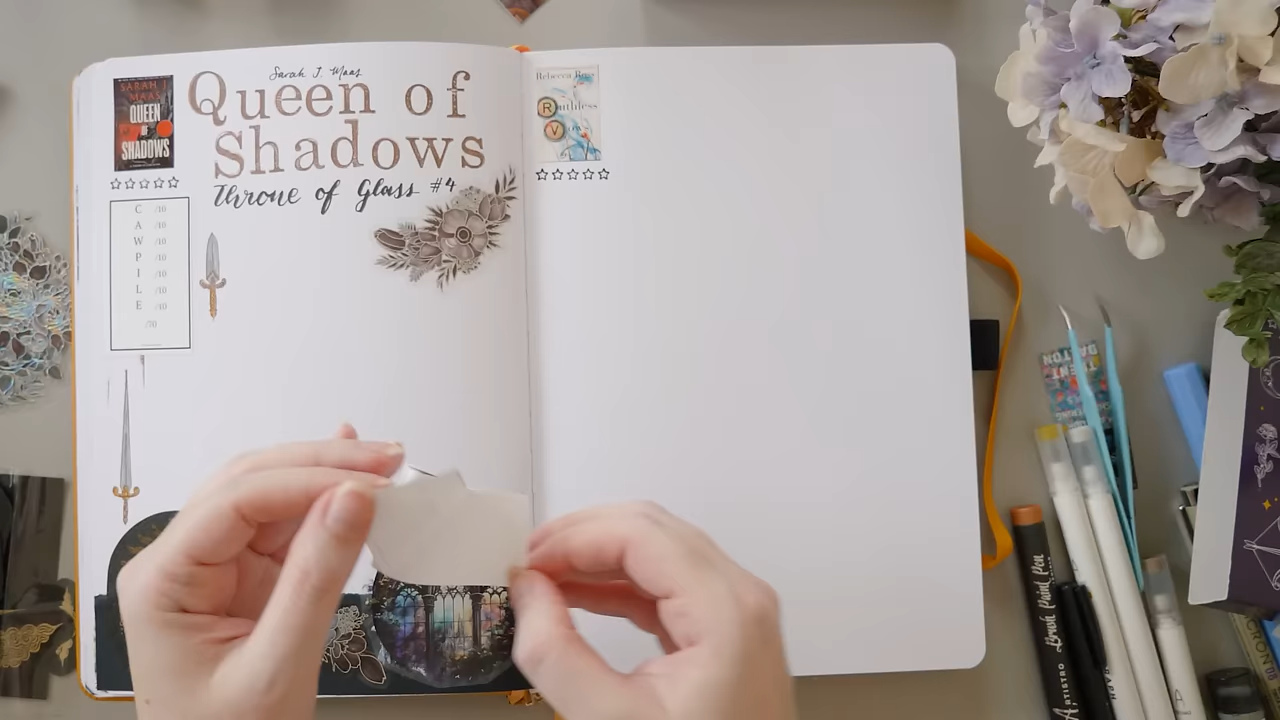 Sarah J. Maas
Queen of
Shadows
Throne of Glass #4
SARAH J.
MAAS
QUEEN
OF
SHADOWS
C /10
A /10
W /10
P /10
I /10
L /10
E /10
/70
Rebecca Ross
Ruthless
V
ARTISTRO Brush Paint Pen